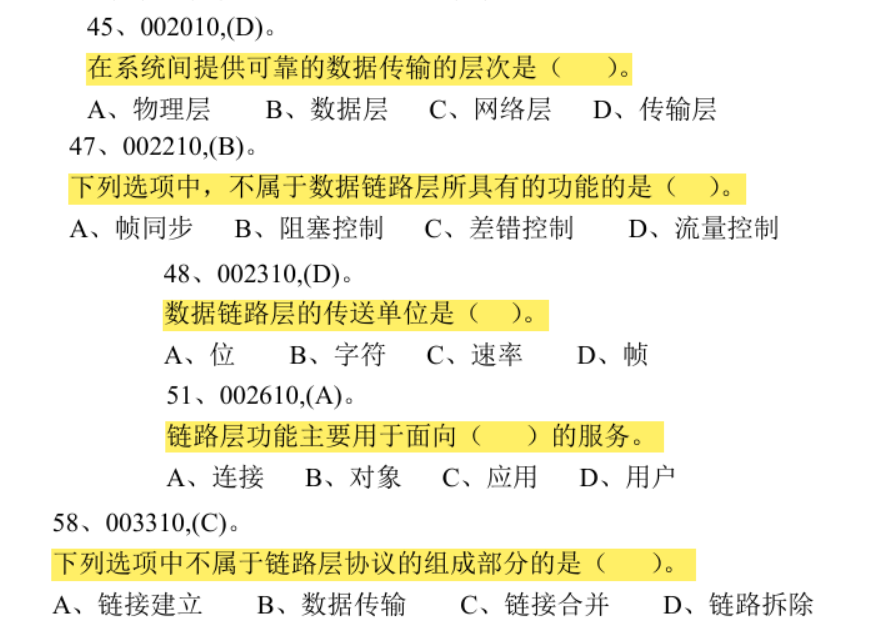 45、002010,(D)。
在系统间提供可靠的数据传输的层次是（　　）。
A、物理层　　B、数据层　　C、网络层　　D、传输层
47、002210,(B)。
下列选项中，不属于数据链路层所具有的功能的是（　）。
A、帧同步　　B、阻塞控制　　C、差错控制　　D、流量控制
48、002310,(D)。
数据链路层的传送单位是（　）。
A、位　　B、字符　　C、速率　　D、帧
51、002610,(A)。
链路层功能主要用于面向（　　）的服务。
A、连接　　B、对象　　C、应用　　D、用户
58、003310,(C)。
下列选项中不属于链路层协议的组成部分的是（　　）。
A、链接建立　　B、数据传输　　C、链接合并　　D、链路拆除